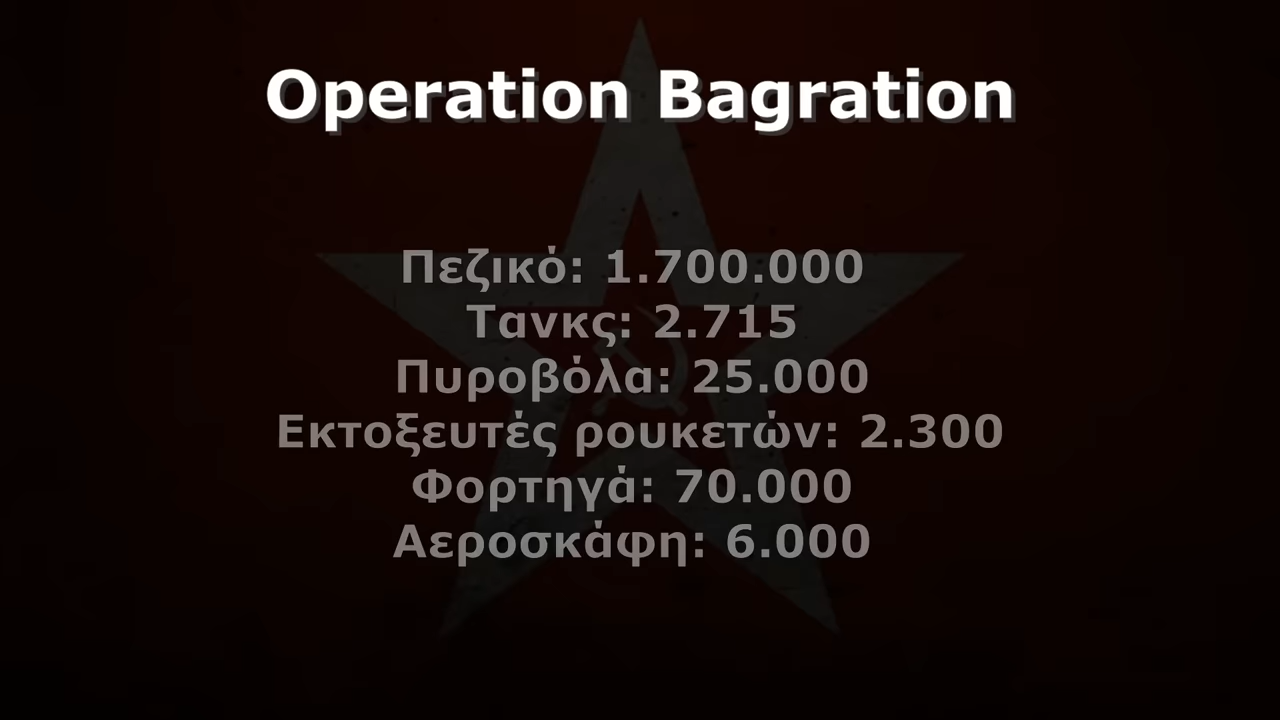 Operation Bagration
Πεζικό: 1.700.000
Τανκς: 2.715
Πυροβόλα: 25.000
Εκτοξευτές ρουκετών: 2.300
Φορτηγά: 70.000
Αεροσκάφη: 6.000